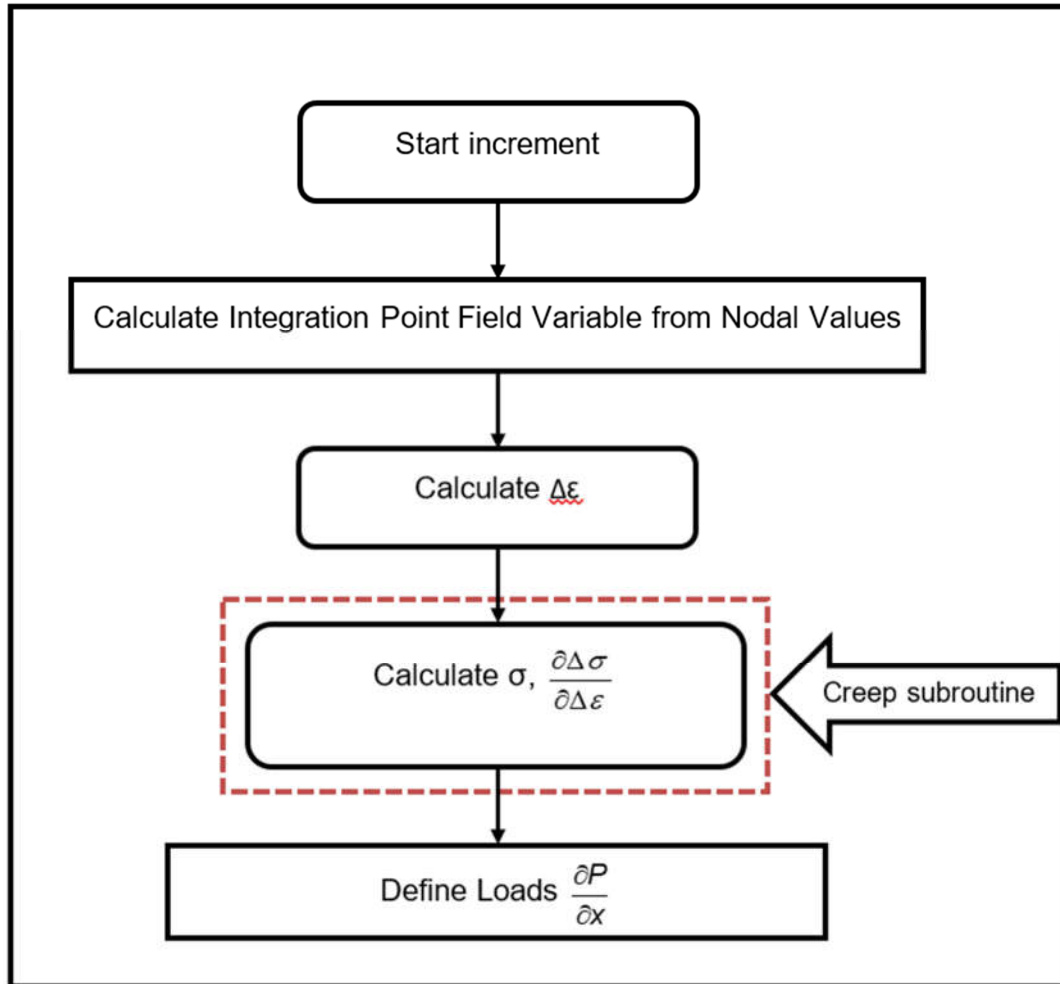 Start increment
Calculate Integration Point Field Variable from Nodal Values
Calculate Δε
Calculate σ, ∂Δσ/∂Δε
Creep subroutine
Define Loads ∂P/∂x